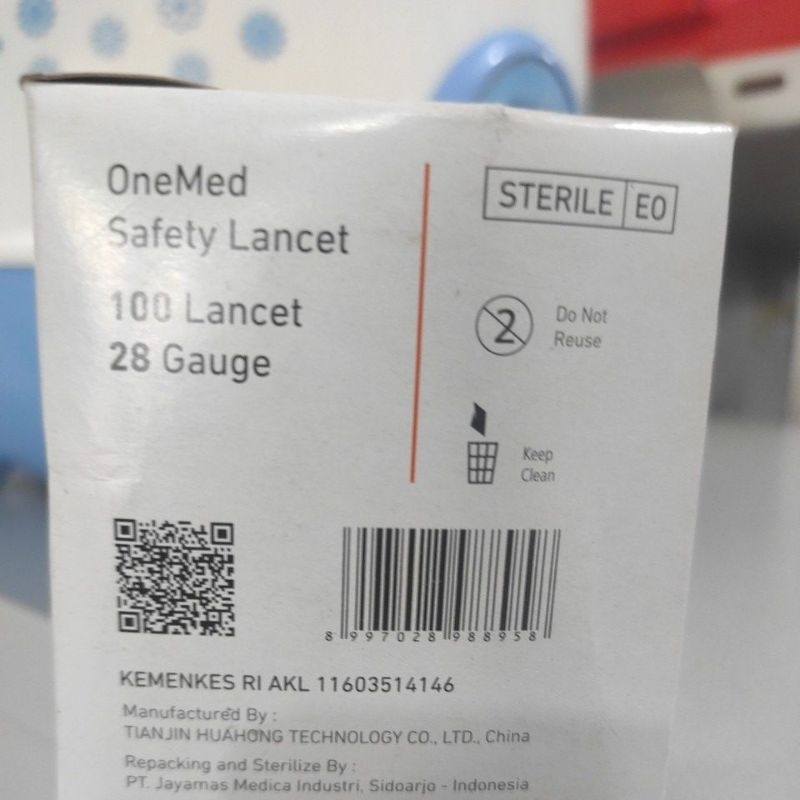 OneMed
Safety Lancet
100 Lancet
28 Gauge
STERILE EO
2
Do Not
Reuse
Keep
Clean
8 997028 988958
KEMENKES RI AKL 11603514146
Manufactured By :
TIANJIN HUAHONG TECHNOLOGY CO., LTD., China
Repacking and Sterilize By :
PT. Jayamas Medica Industri, Sidoarjo - Indonesia